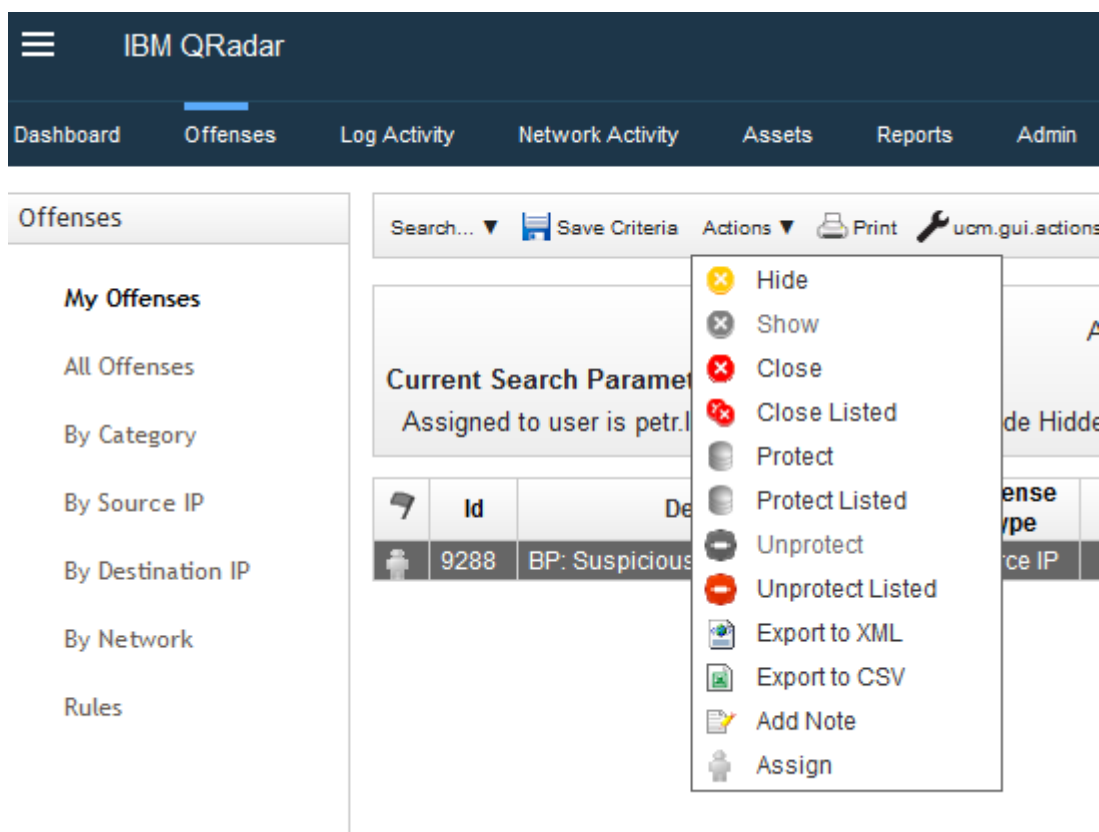 IBM QRadar
Dashboard Offenses Log Activity Network Activity Assets Reports Admin
Offenses
My Offenses
All Offenses
By Category
By Source IP
By Destination IP
By Network
Rules
Search... ▼ Save Criteria Actions ▼ Print ucm.gui.actions
Hide
Show
Close
Close Listed
Protect
Protect Listed
Unprotect
Unprotect Listed
Export to XML
Export to CSV
Add Note
Assign
A
Current Search Paramet
Assigned to user is petr. de Hidde
Id De ense
ype
9288 BP: Suspicious rce IP